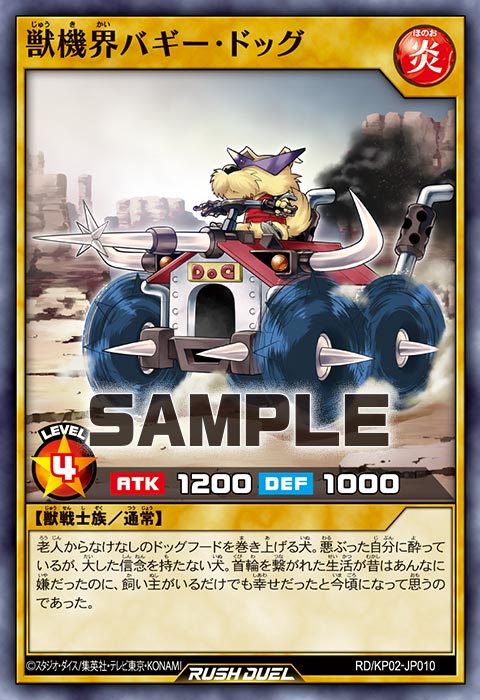 獣機界バギー・ドッグ
炎
DOG
SAMPLE
LEVEL
4
ATK 1200 DEF 1000
【獣戦士族／通常】
老人からなけなしのドッグフードを巻き上げる犬。悪ぶった自分に酔って
いるが、大した信念を持たない犬。首輪を繋がれた生活が昔はあんなに
嫌だったのに、飼い主がいるだけでも幸せだったと今頃になって思うの
であった。
©スタジオ・ダイス/集英社・テレビ東京・KONAMI
RUSH DUEL
RD/KP02-JP010